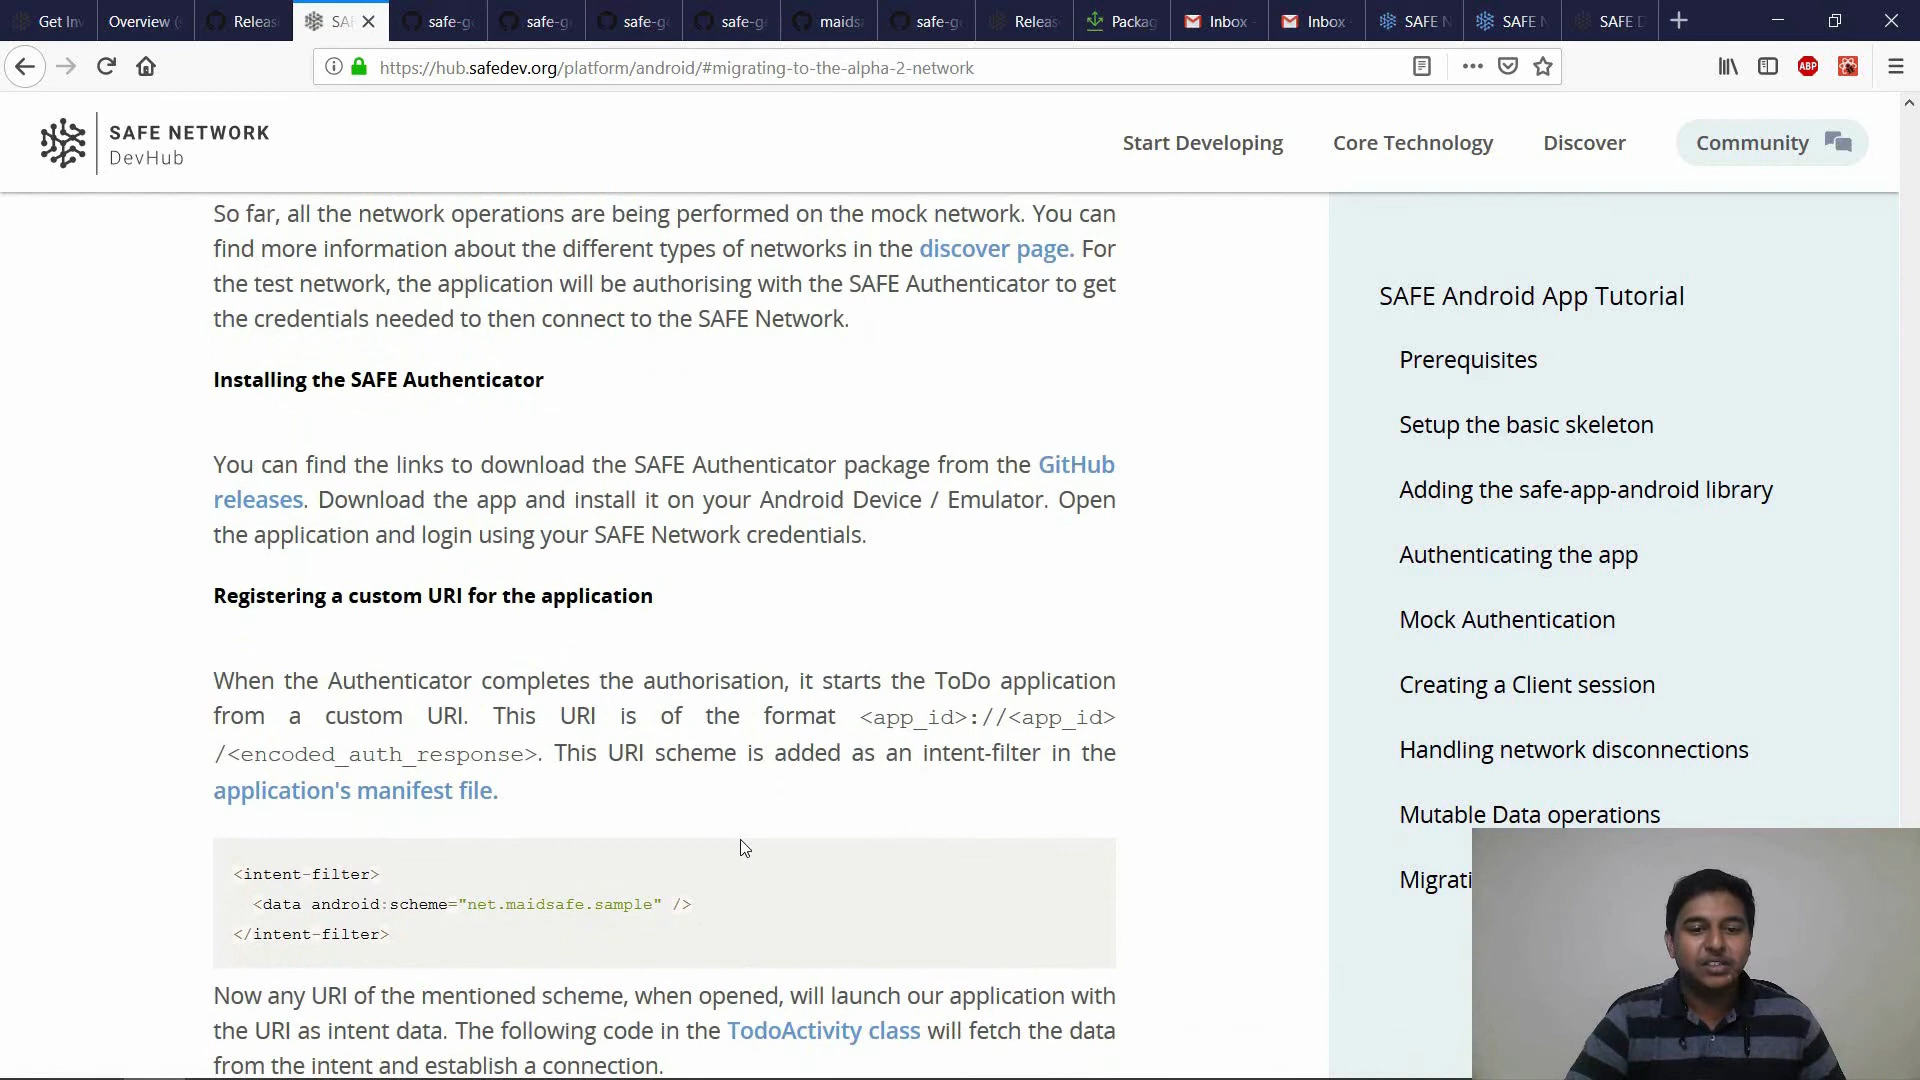 Get In
Overview (
Releas
SA
safe-g
safe-g
safe-g
safe-g
maids
safe-g
Releas
Packag
Inbox
Inbox
SAFE N
SAFE N
SAFE D
https://hub.safedev.org/platform/android/#migrating-to-the-alpha-2-network
ABP
SAFE NETWORK
DevHub
Start Developing
Core Technology
Discover
Community
So far, all the network operations are being performed on the mock network. You can
find more information about the different types of networks in the discover page. For
the test network, the application will be authorising with the SAFE Authenticator to get
the credentials needed to then connect to the SAFE Network.
Installing the SAFE Authenticator
You can find the links to download the SAFE Authenticator package from the GitHub
releases. Download the app and install it on your Android Device / Emulator. Open
the application and login using your SAFE Network credentials.
Registering a custom URI for the application
When the Authenticator completes the authorisation, it starts the ToDo application
from a custom URI. This URI is of the format <app_id>://<app_id>
/<encoded_auth_response>. This URI scheme is added as an intent-filter in the
application's manifest file.
<intent-filter>
<data android:scheme="net.maidsafe.sample" />
</intent-filter>
Now any URI of the mentioned scheme, when opened, will launch our application with
the URI as intent data. The following code in the TodoActivity class will fetch the data
from the intent and establish a connection.
SAFE Android App Tutorial
Prerequisites
Setup the basic skeleton
Adding the safe-app-android library
Authenticating the app
Mock Authentication
Creating a Client session
Handling network disconnections
Mutable Data operations
Migrati